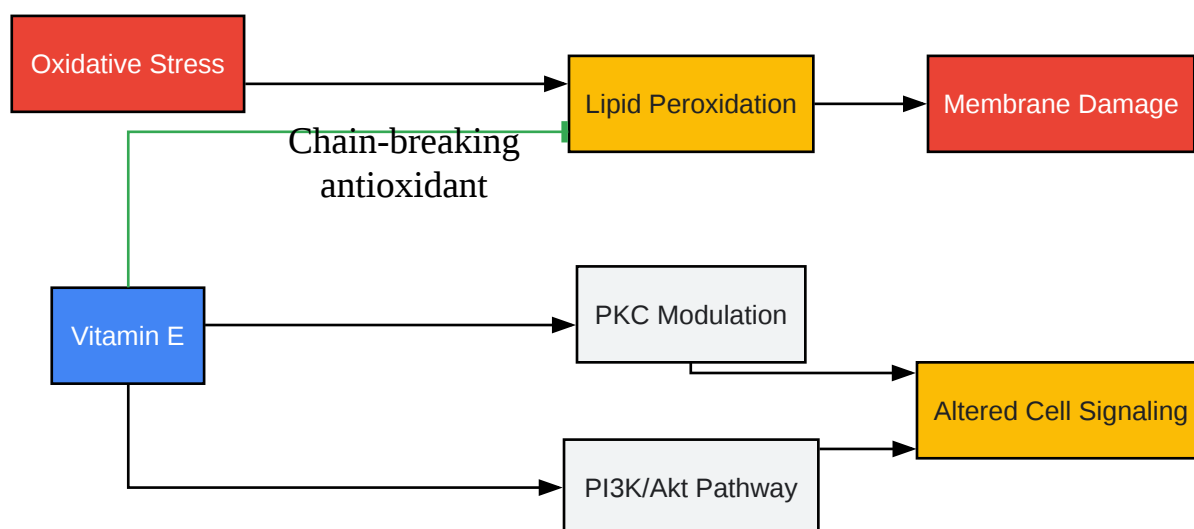 Oxidative Stress
Lipid Peroxidation
Membrane Damage
Chain-breaking
antioxidant
Vitamin E
PKC Modulation
Altered Cell Signaling
PI3K/Akt Pathway